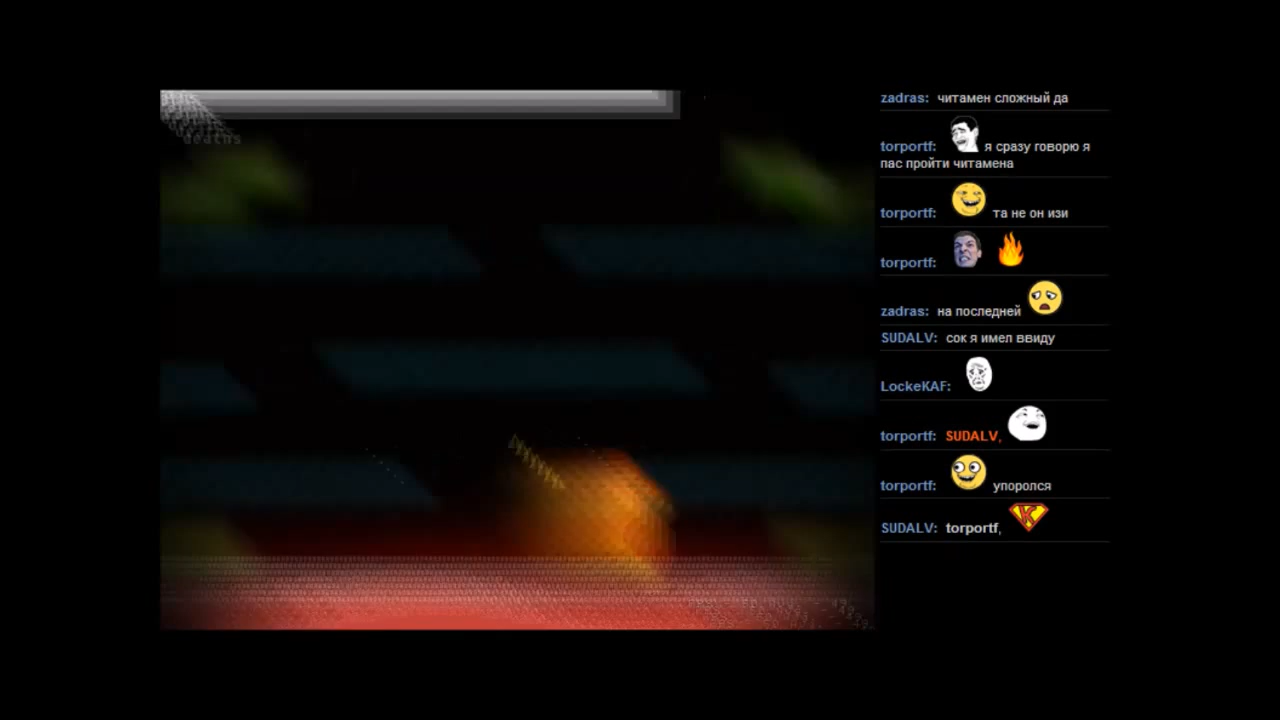 deaths
zadras: читамен сложный да
torportf: я сразу говорю я
пас пройти читамена
torportf: та не он изи
torportf:
zadras: на последней
SUDALV: сок я имел ввиду
LockeKAF:
torportf: SUDALV,
torportf: упоролся
SUDALV: torportf,